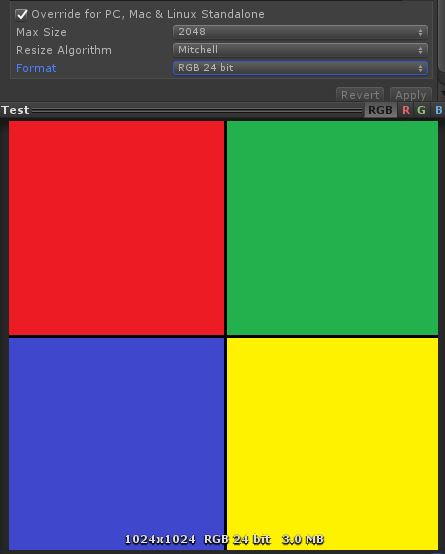 Override for PC, Mac & Linux Standalone
Max Size 2048
Resize Algorithm Mitchell
Format RGB 24 bit
Revert Apply
Test RGB R G B
1024x1024 RGB 24 bit 3.0 MB